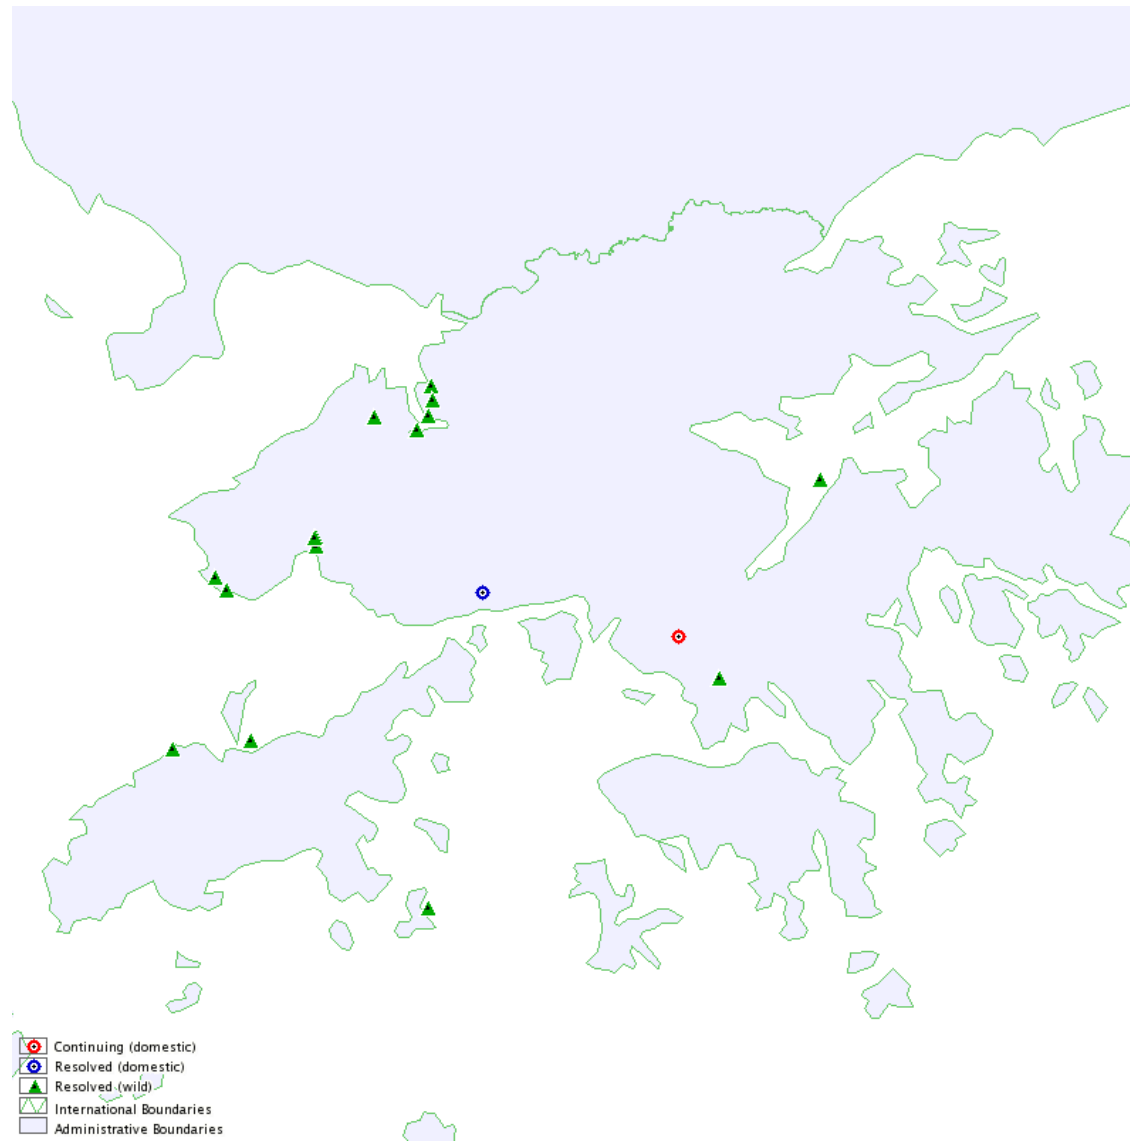 Continuing (domestic)
Resolved (domestic)
Resolved (wild)
International Boundaries
Administrative Boundaries